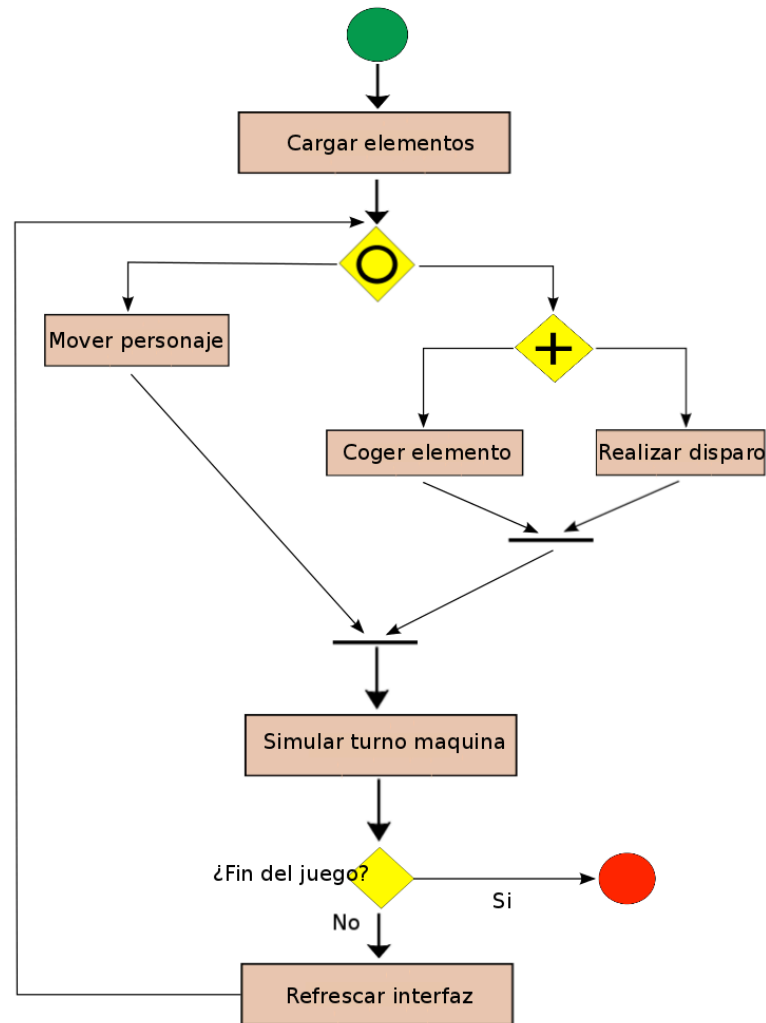 Cargar elementos
Mover personaje
Coger elemento
Realizar disparo
Simular turno maquina
¿Fin del juego?
Si
No
Refrescar interfaz